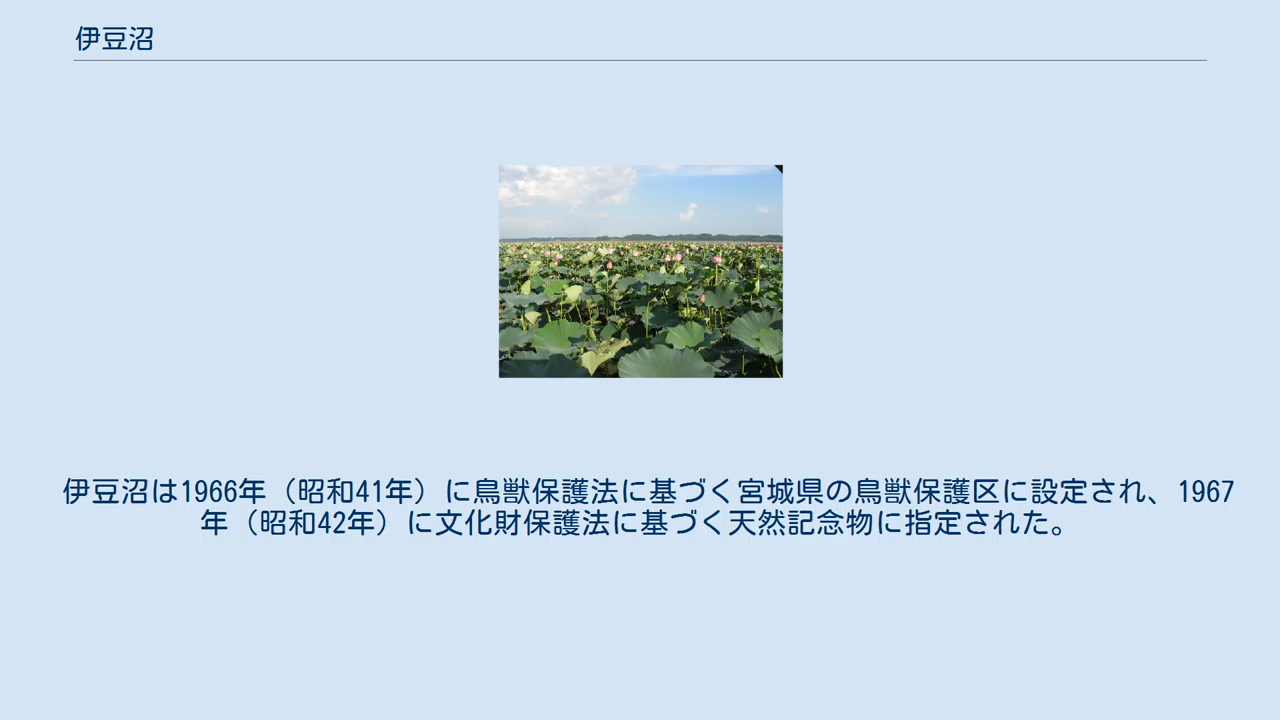 伊豆沼
伊豆沼は1966年（昭和41年）に鳥獣保護法に基づく宮城県の鳥獣保護区に設定され、1967
年（昭和42年）に文化財保護法に基づく天然記念物に指定された。